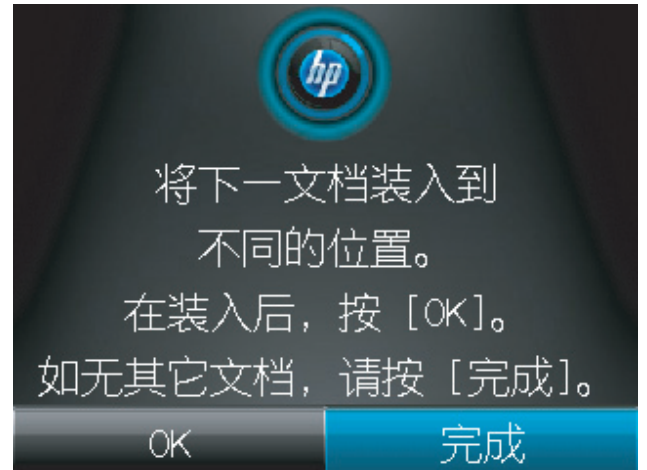 hp
将下一文档装入到
不同的位置。
在装入后，按 [OK]。
如无其它文档，请按 [完成]。
OK
完成